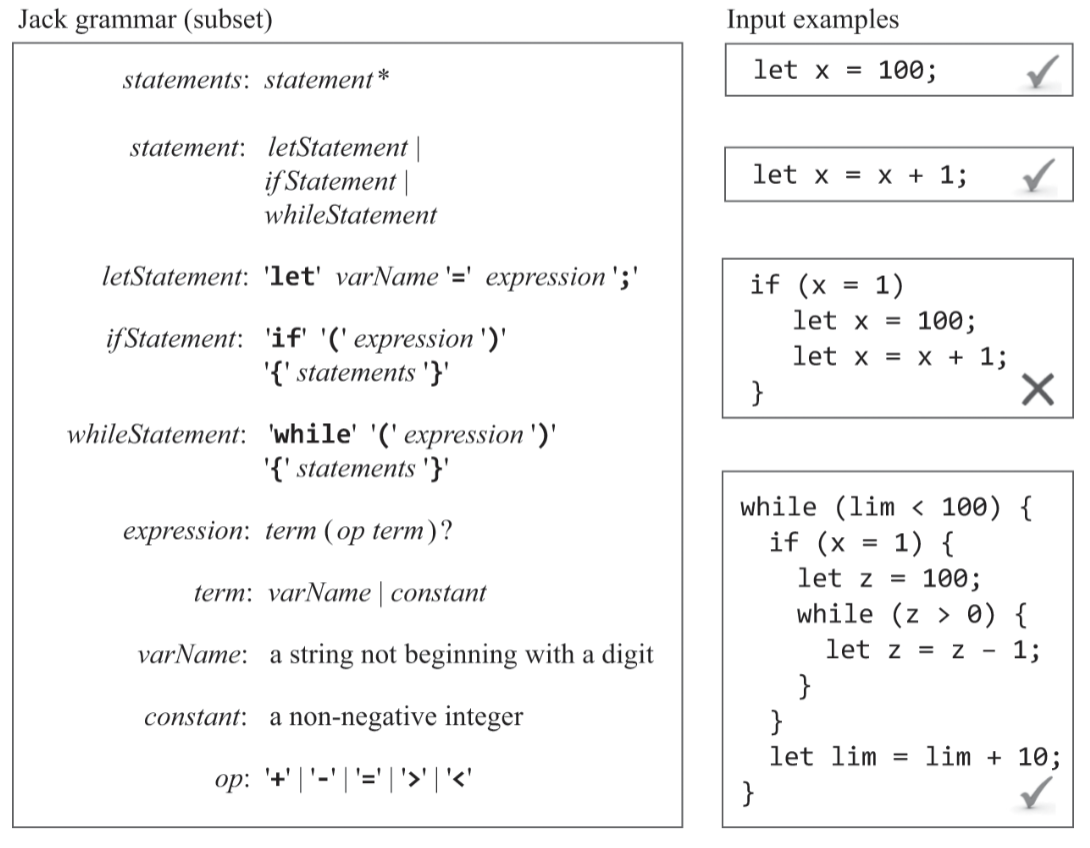 Jack grammar (subset)
statements: statement*
statement: letStatement |
ifStatement |
whileStatement
letStatement: 'let' varName '=' expression ';'
ifStatement: 'if' '(' expression ')'
'{' statements '}'
whileStatement: 'while' '(' expression ')'
'{' statements '}'
expression: term (op term)?
term: varName | constant
varName: a string not beginning with a digit
constant: a non-negative integer
op: '+' | '-' | '=' | '>' | '<'
Input examples
let x = 100;
let x = x + 1;
if (x = 1)
let x = 100;
let x = x + 1;
}
while (lim < 100) {
if (x = 1) {
let z = 100;
while (z > 0) {
let z = z - 1;
}
}
let lim = lim + 10;
}